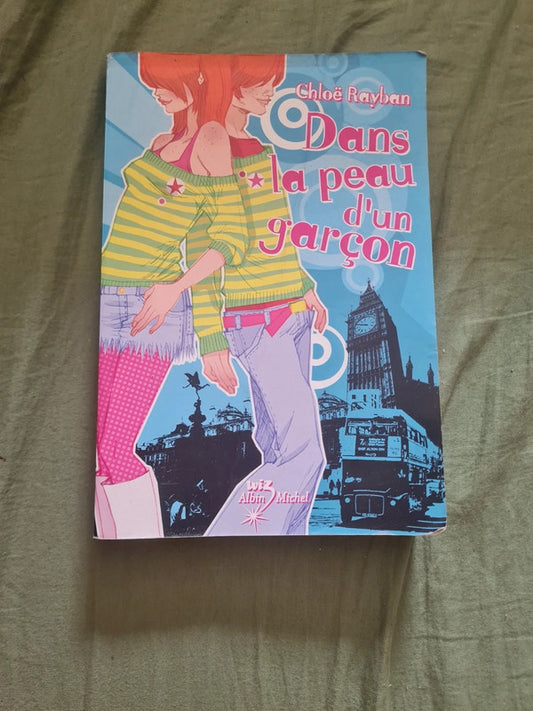 Chloë Rayban
Dans
la peau
d'un
garçon
wiz
Albin Michel